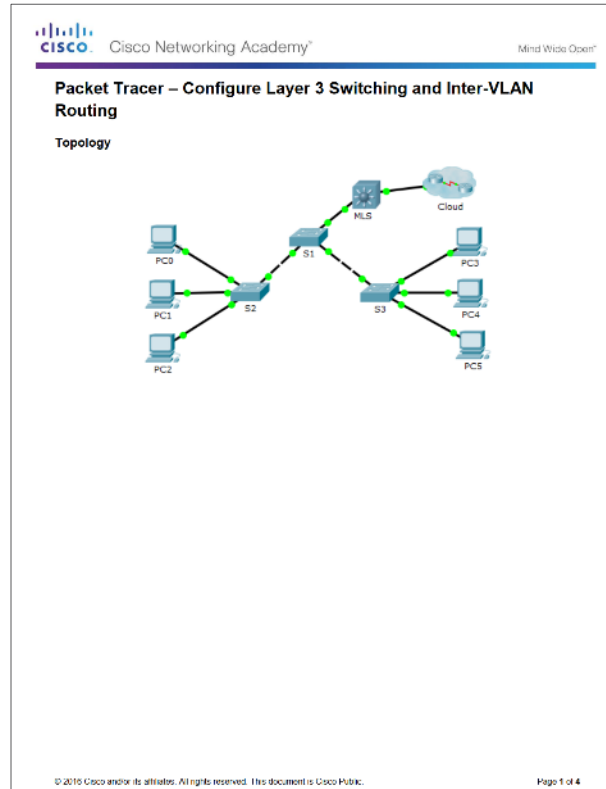 CISCO. Cisco Networking Academy® Mind Wide Open®
Packet Tracer – Configure Layer 3 Switching and Inter-VLAN
Routing
Topology
Cloud
MLS
S1
PC0
PC3
PC1
S2
S3
PC4
PC2
PC5
© 2016 Cisco and/or its affiliates. All rights reserved. This document is Cisco Public. Page 1 of 4